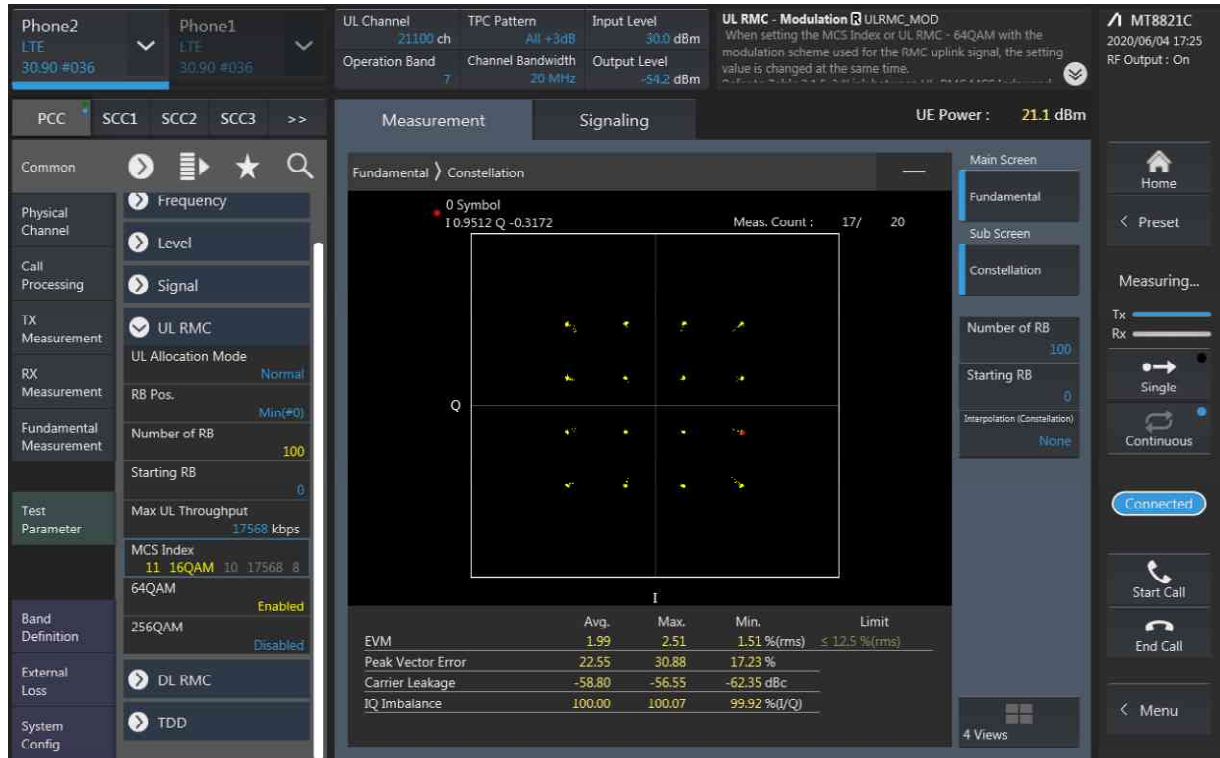 Phone2
LTE
30.90 #036
Phone1
LTE
30.90 #036
UL Channel
21100 ch
Operation Band
7
TPC Pattern
All +3dB
Channel Bandwidth
20 MHz
Input Level
30.0 dBm
Output Level
-54.2 dBm
UL RMC - Modulation R ULRMC_MOD
When setting the MCS Index or UL RMC - 64QAM with the
modulation scheme used for the RMC uplink signal, the setting
value is changed at the same time.
MT8821C
2020/06/04 17:25
RF Output : On
PCC SCC1 SCC2 SCC3 >>
Measurement Signaling
UE Power : 21.1 dBm
Common
Physical
Channel
Call
Processing
TX
Measurement
RX
Measurement
Fundamental
Measurement
Test
Parameter
Band
Definition
External
Loss
System
Config
Frequency
Level
Signal
UL RMC
UL Allocation Mode
Normal
RB Pos.
Min(#0)
Number of RB
100
Starting RB
0
Max UL Throughput
17568 kbps
MCS Index
11 16QAM 10 17568 8
64QAM
Enabled
256QAM
Disabled
DL RMC
TDD
Fundamental ⟩ Constellation
0 Symbol
I 0.9512 Q -0.3172
Meas. Count : 17/ 20
Q
I
Avg. Max. Min. Limit
EVM 1.99 2.51 1.51 %(rms) ≤ 12.5 %(rms)
Peak Vector Error 22.55 30.88 17.23 %
Carrier Leakage -58.80 -56.55 -62.35 dBc
IQ Imbalance 100.00 100.07 99.92 %(I/Q)
Main Screen
Fundamental
Sub Screen
Constellation
Number of RB
100
Starting RB
0
Interpolation (Constellation)
None
4 Views
Home
< Preset
Measuring...
Tx
Rx
Single
Continuous
Connected
Start Call
End Call
< Menu